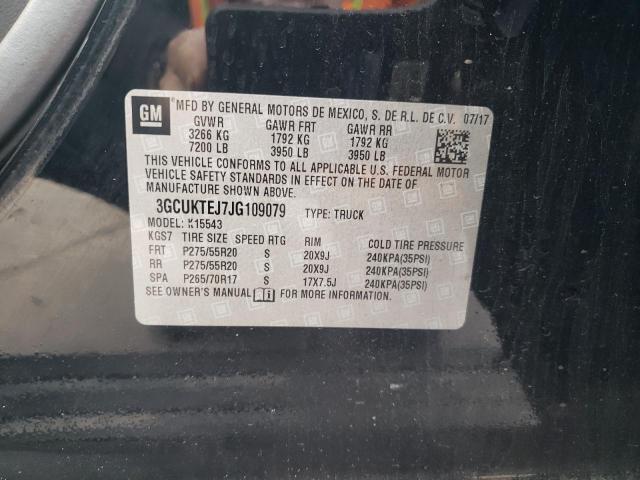 GM
MFD BY GENERAL MOTORS DE MEXICO, S. DE R.L. DE C.V. 07/17
GVWR GAWR FRT GAWR RR
3266 KG 1792 KG 1792 KG
7200 LB 3950 LB 3950 LB
THIS VEHICLE CONFORMS TO ALL APPLICABLE U.S. FEDERAL MOTOR
VEHICLE SAFETY STANDARDS IN EFFECT ON THE DATE OF
MANUFACTURE SHOWN ABOVE.
3GCUKTEJ7JG109079 TYPE: TRUCK
MODEL: K15543
KGS7 TIRE SIZE SPEED RTG RIM COLD TIRE PRESSURE
FRT P275/55R20 S 20X9J 240KPA(35PSI)
RR P275/55R20 S 20X9J 240KPA(35PSI)
SPA P265/70R17 S 17X7.5J 240KPA(35PSI)
SEE OWNER'S MANUAL FOR MORE INFORMATION.